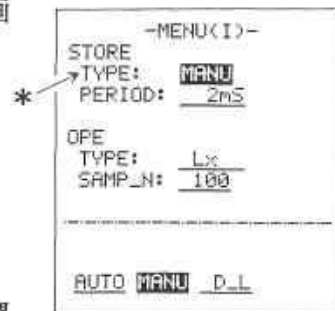 -MENU(I)-
STORE
TYPE: MANU
* PERIOD: 2mS
OPE
TYPE: Lx
SAMP_N: 100
AUTO MANU D_L